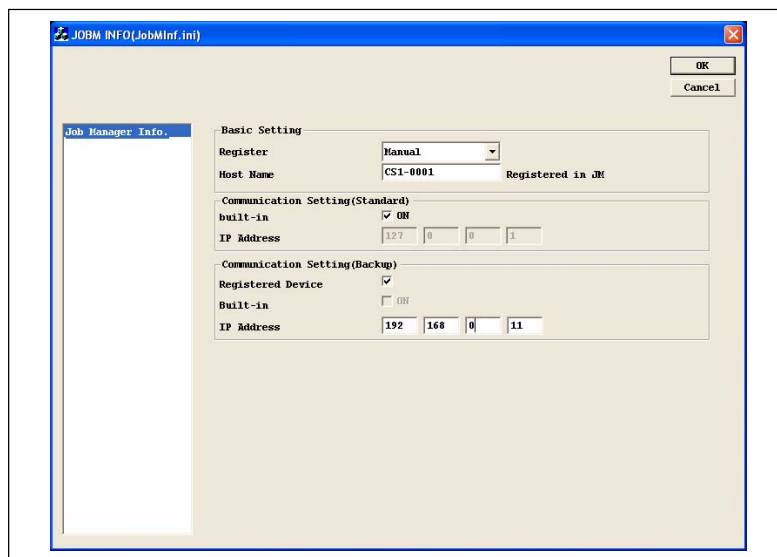 JOBM INFO(JobMInf.ini)
OK
Cancel
Job Manager Info.
Basic Setting
Register Manual
Host Name CS1-0001 Registered in JM
Communication Setting(Standard)
built-in ON
IP Address 127 0 0 1
Communication Setting(Backup)
Registered Device
Built-in ON
IP Address 192 168 0 11